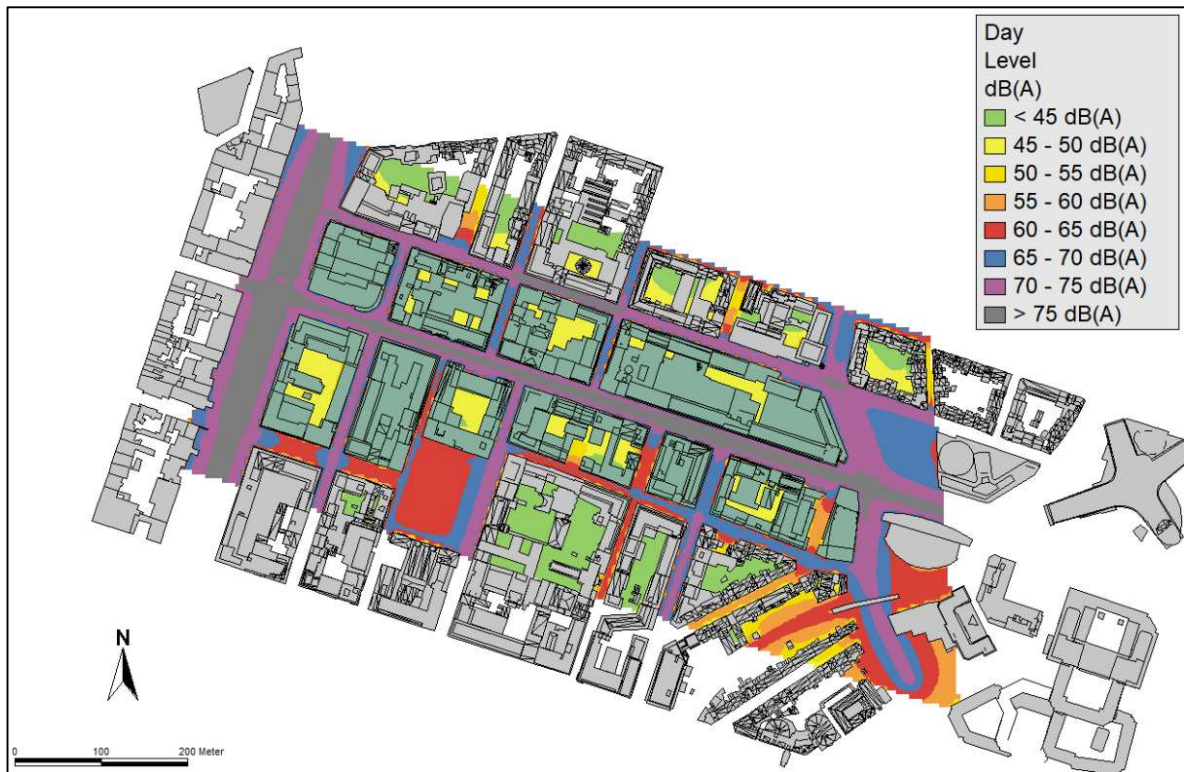 Day
Level
dB(A)
< 45 dB(A)
45 - 50 dB(A)
50 - 55 dB(A)
55 - 60 dB(A)
60 - 65 dB(A)
65 - 70 dB(A)
70 - 75 dB(A)
> 75 dB(A)
N
0 100 200 Meter